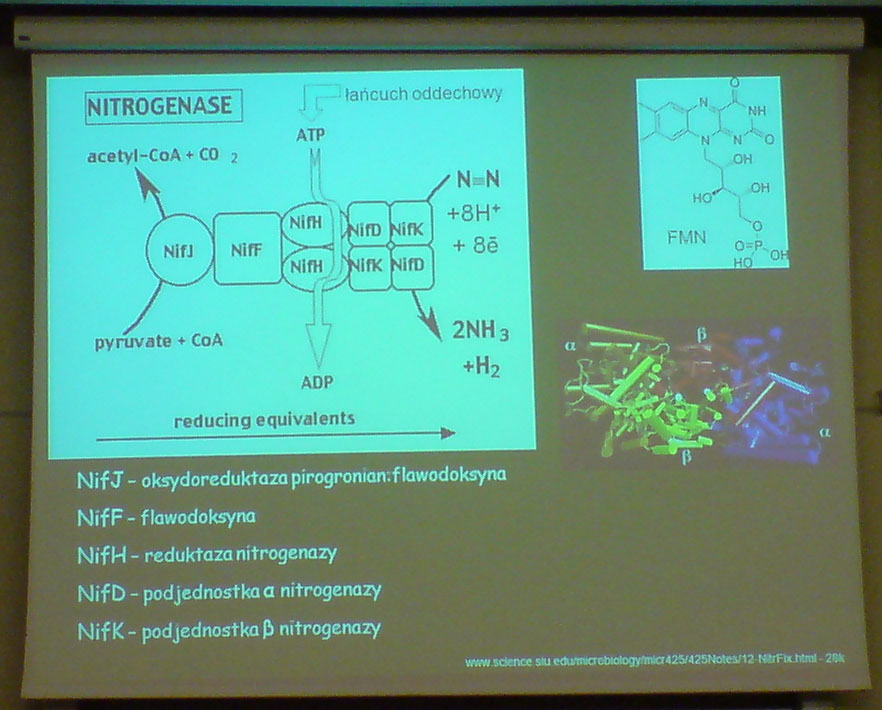 NITROGENASE
łańcuch oddechowy
ATP
acetyl-CoA + CO 2
N≡N
+8H⁺
+ 8ē
NifJ
NifF
NifH
NifH
NifD
NifK
NifK
NifD
pyruvate + CoA
2NH3
+H2
ADP
reducing equivalents
O
N
NH
N
N
O
OH
HO
OH
O
FMN
O=P
OH
HO
α
β
β
α
NifJ - oksydoreduktaza pirogronian:flawodoksyna
NifF - flawodoksyna
NifH - reduktaza nitrogenazy
NifD - podjednostka α nitrogenazy
NifK - podjednostka β nitrogenazy
www.science.siu.edu/microbiology/micr425/425Notes/12-NitrFix.html - 28k